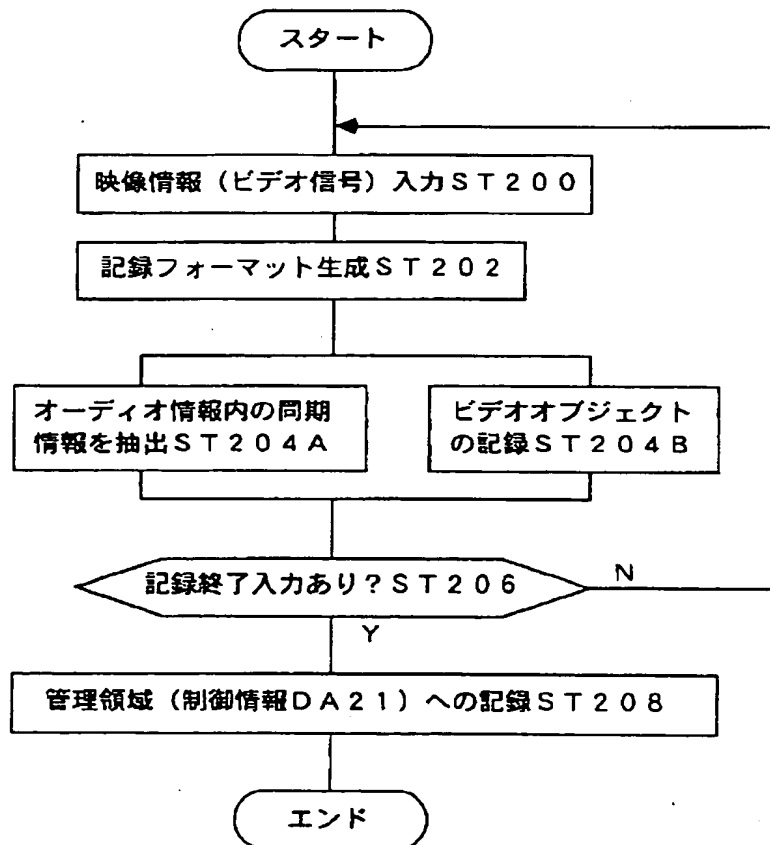 スタート
映像情報（ビデオ信号）入力ST200
記録フォーマット生成ST202
オーディオ情報内の同期
情報を抽出ST204A
ビデオオブジェクト
の記録ST204B
記録終了入力あり？ST206
N
Y
管理領域（制御情報DA21）への記録ST208
エンド